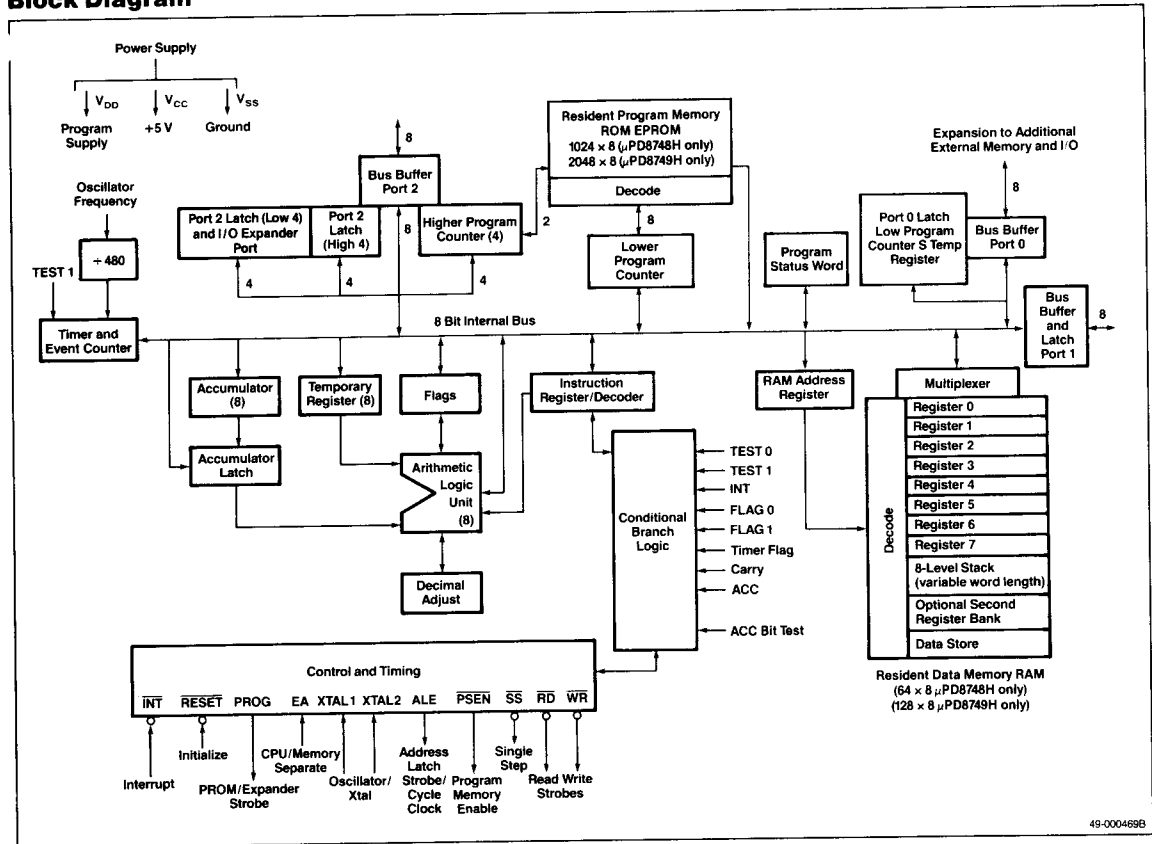 Block Diagram
Power Supply
VDD
VCC
VSS
Program
Supply
+5 V
Ground
Oscillator
Frequency
TEST 1
÷ 480
Timer and
Event Counter
8
Bus Buffer
Port 2
Port 2 Latch (Low 4)
and I/O Expander
Port
Port 2
Latch
(High 4)
8
Higher Program
Counter (4)
4
4
4
2
Resident Program Memory
ROM EPROM
1024 × 8 (μPD8748H only)
2048 × 8 (μPD8749H only)
Decode
8
Lower
Program
Counter
Program
Status Word
Expansion to Additional
External Memory and I/O
8
Port 0 Latch
Low Program
Counter S Temp
Register
Bus Buffer
Port 0
Bus
Buffer
and
Latch
Port 1
8
8 Bit Internal Bus
Accumulator
(8)
Accumulator
Latch
Temporary
Register (8)
Flags
Arithmetic
Logic
Unit
(8)
Decimal
Adjust
Instruction
Register/Decoder
Conditional
Branch
Logic
TEST 0
TEST 1
INT
FLAG 0
FLAG 1
Timer Flag
Carry
ACC
ACC Bit Test
RAM Address
Register
Multiplexer
Decode
Register 0
Register 1
Register 2
Register 3
Register 4
Register 5
Register 6
Register 7
8-Level Stack
(variable word length)
Optional Second
Register Bank
Data Store
Resident Data Memory RAM
(64 × 8 μPD8748H only)
(128 × 8 μPD8749H only)
Control and Timing
INT RESET PROG EA XTAL1 XTAL2 ALE PSEN SS RD WR
Interrupt
Initialize
PROM/Expander
Strobe
CPU/Memory
Separate
Oscillator/
Xtal
Address
Latch
Strobe/
Cycle
Clock
Program
Memory
Enable
Single
Step
Read Write
Strobes
49-000469B